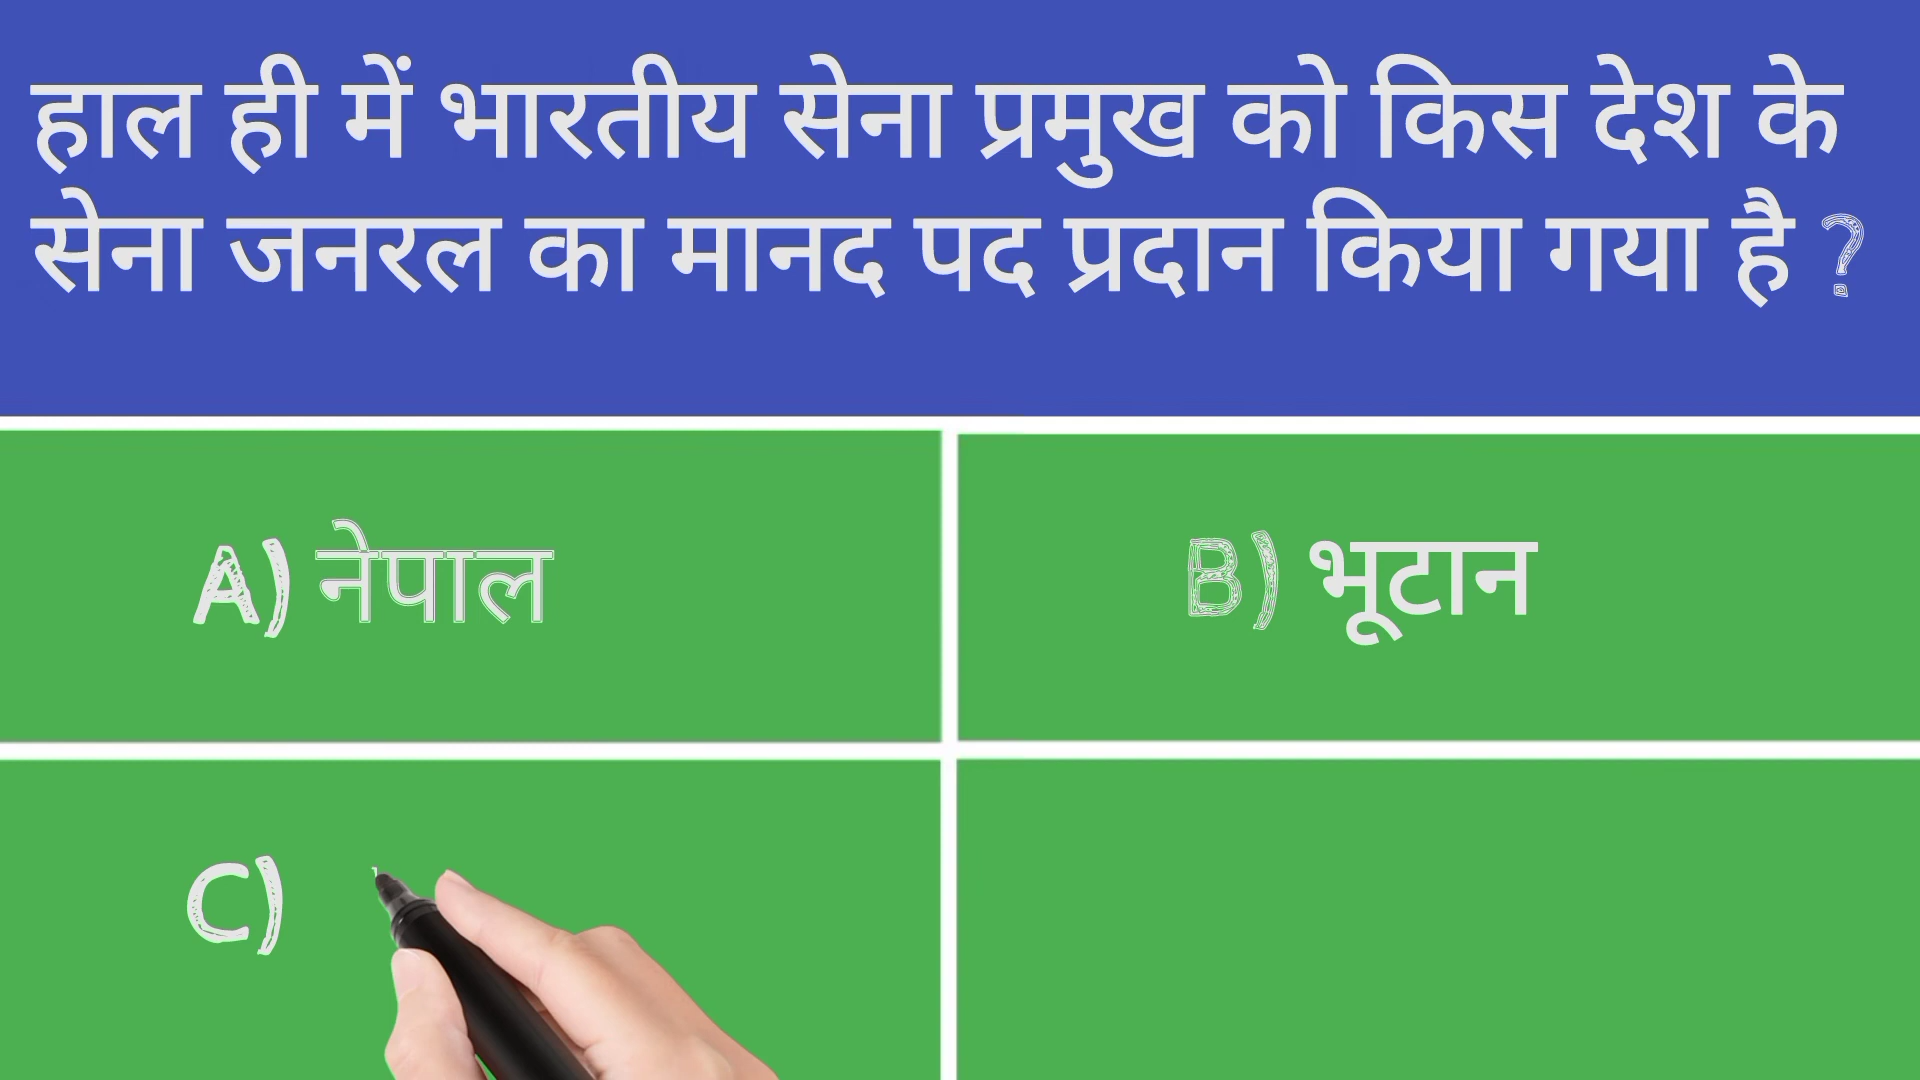 हाल ही में भारतीय सेना प्रमुख को किस देश के
सेना जनरल का मानद पद प्रदान किया गया है ?
A) नेपाल
B) भूटान
C)